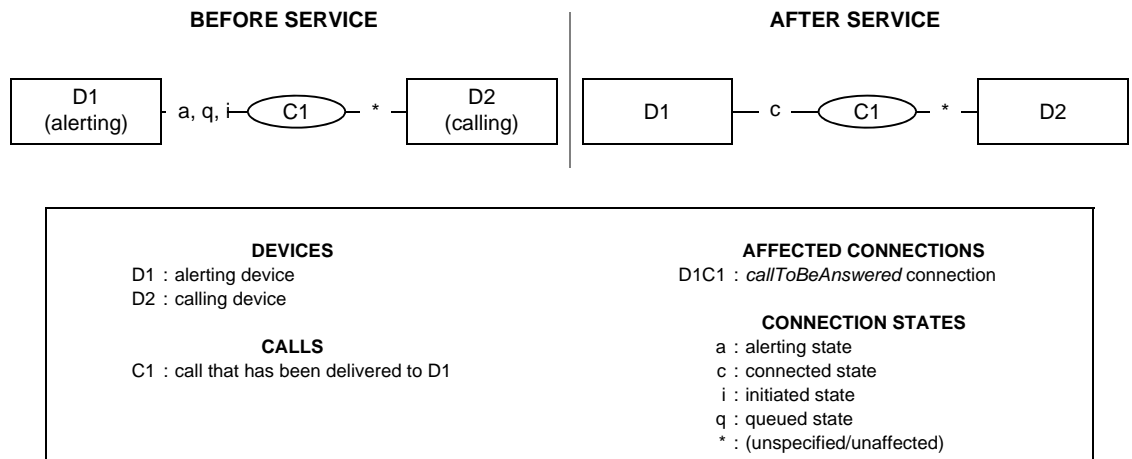 BEFORE SERVICE
AFTER SERVICE
D1
(alerting)
a, q, i
C1
*
D2
(calling)
D1
c
C1
*
D2
DEVICES
D1 : alerting device
D2 : calling device
CALLS
C1 : call that has been delivered to D1
AFFECTED CONNECTIONS
D1C1 : callToBeAnswered connection
CONNECTION STATES
a : alerting state
c : connected state
i : initiated state
q : queued state
* : (unspecified/unaffected)